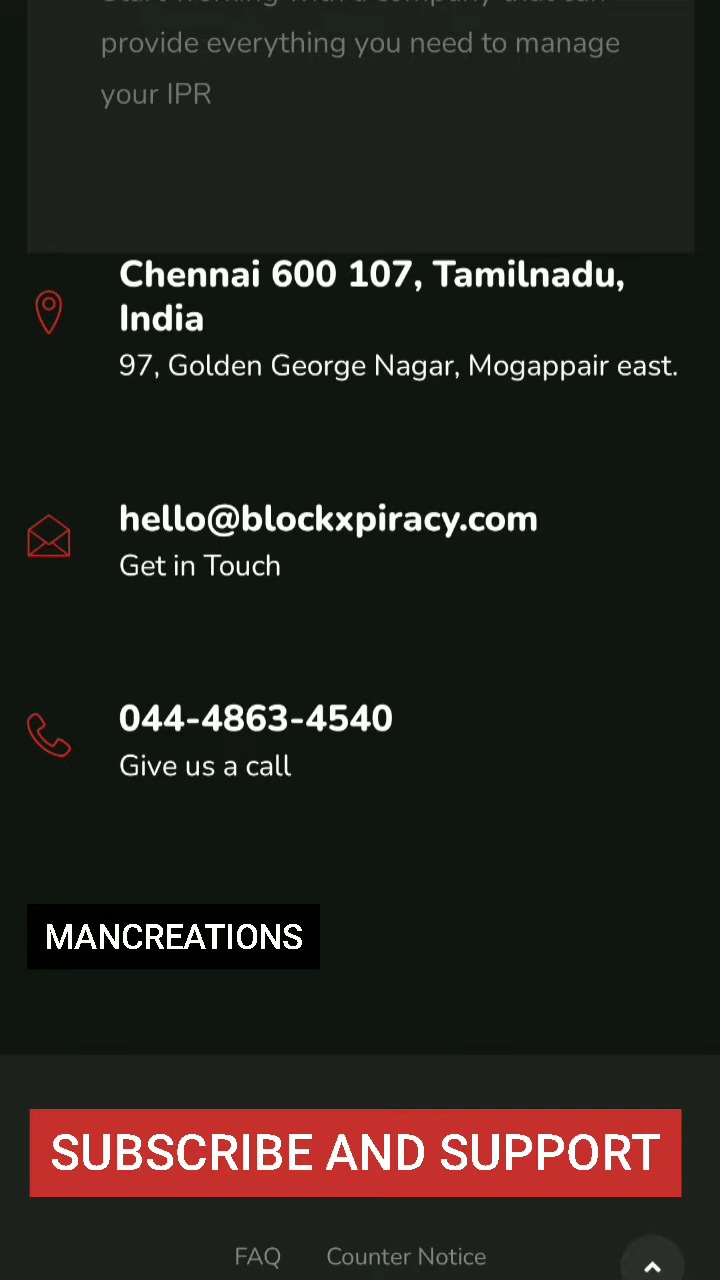 provide everything you need to manage
your IPR
Chennai 600 107, Tamilnadu,
India
97, Golden George Nagar, Mogappair east.
hello@blockxpiracy.com
Get in Touch
044-4863-4540
Give us a call
MANCREATIONS
SUBSCRIBE AND SUPPORT
FAQ Counter Notice